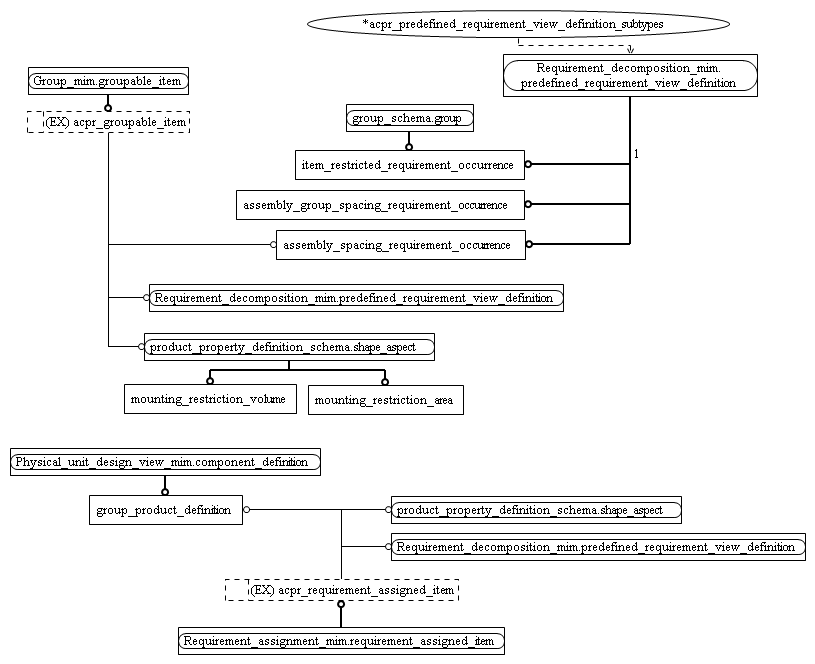 *acpr_predefined_requirement_view_definition_subtypes
Requirement_decomposition_mim.
predefined_requirement_view_definition
Group_mim.groupable_item
(EX) acpr_groupable_item
group_schema.group
1
item_restricted_requirement_occurrence
assembly_group_spacing_requirement_occurrence
assembly_spacing_requirement_occurrence
Requirement_decomposition_mim.predefined_requirement_view_definition
product_property_definition_schema.shape_aspect
mounting_restriction_volume
mounting_restriction_area
Physical_unit_design_view_mim.component_definition
group_product_definition
product_property_definition_schema.shape_aspect
Requirement_decomposition_mim.predefined_requirement_view_definition
(EX) acpr_requirement_assigned_item
Requirement_assignment_mim.requirement_assigned_item